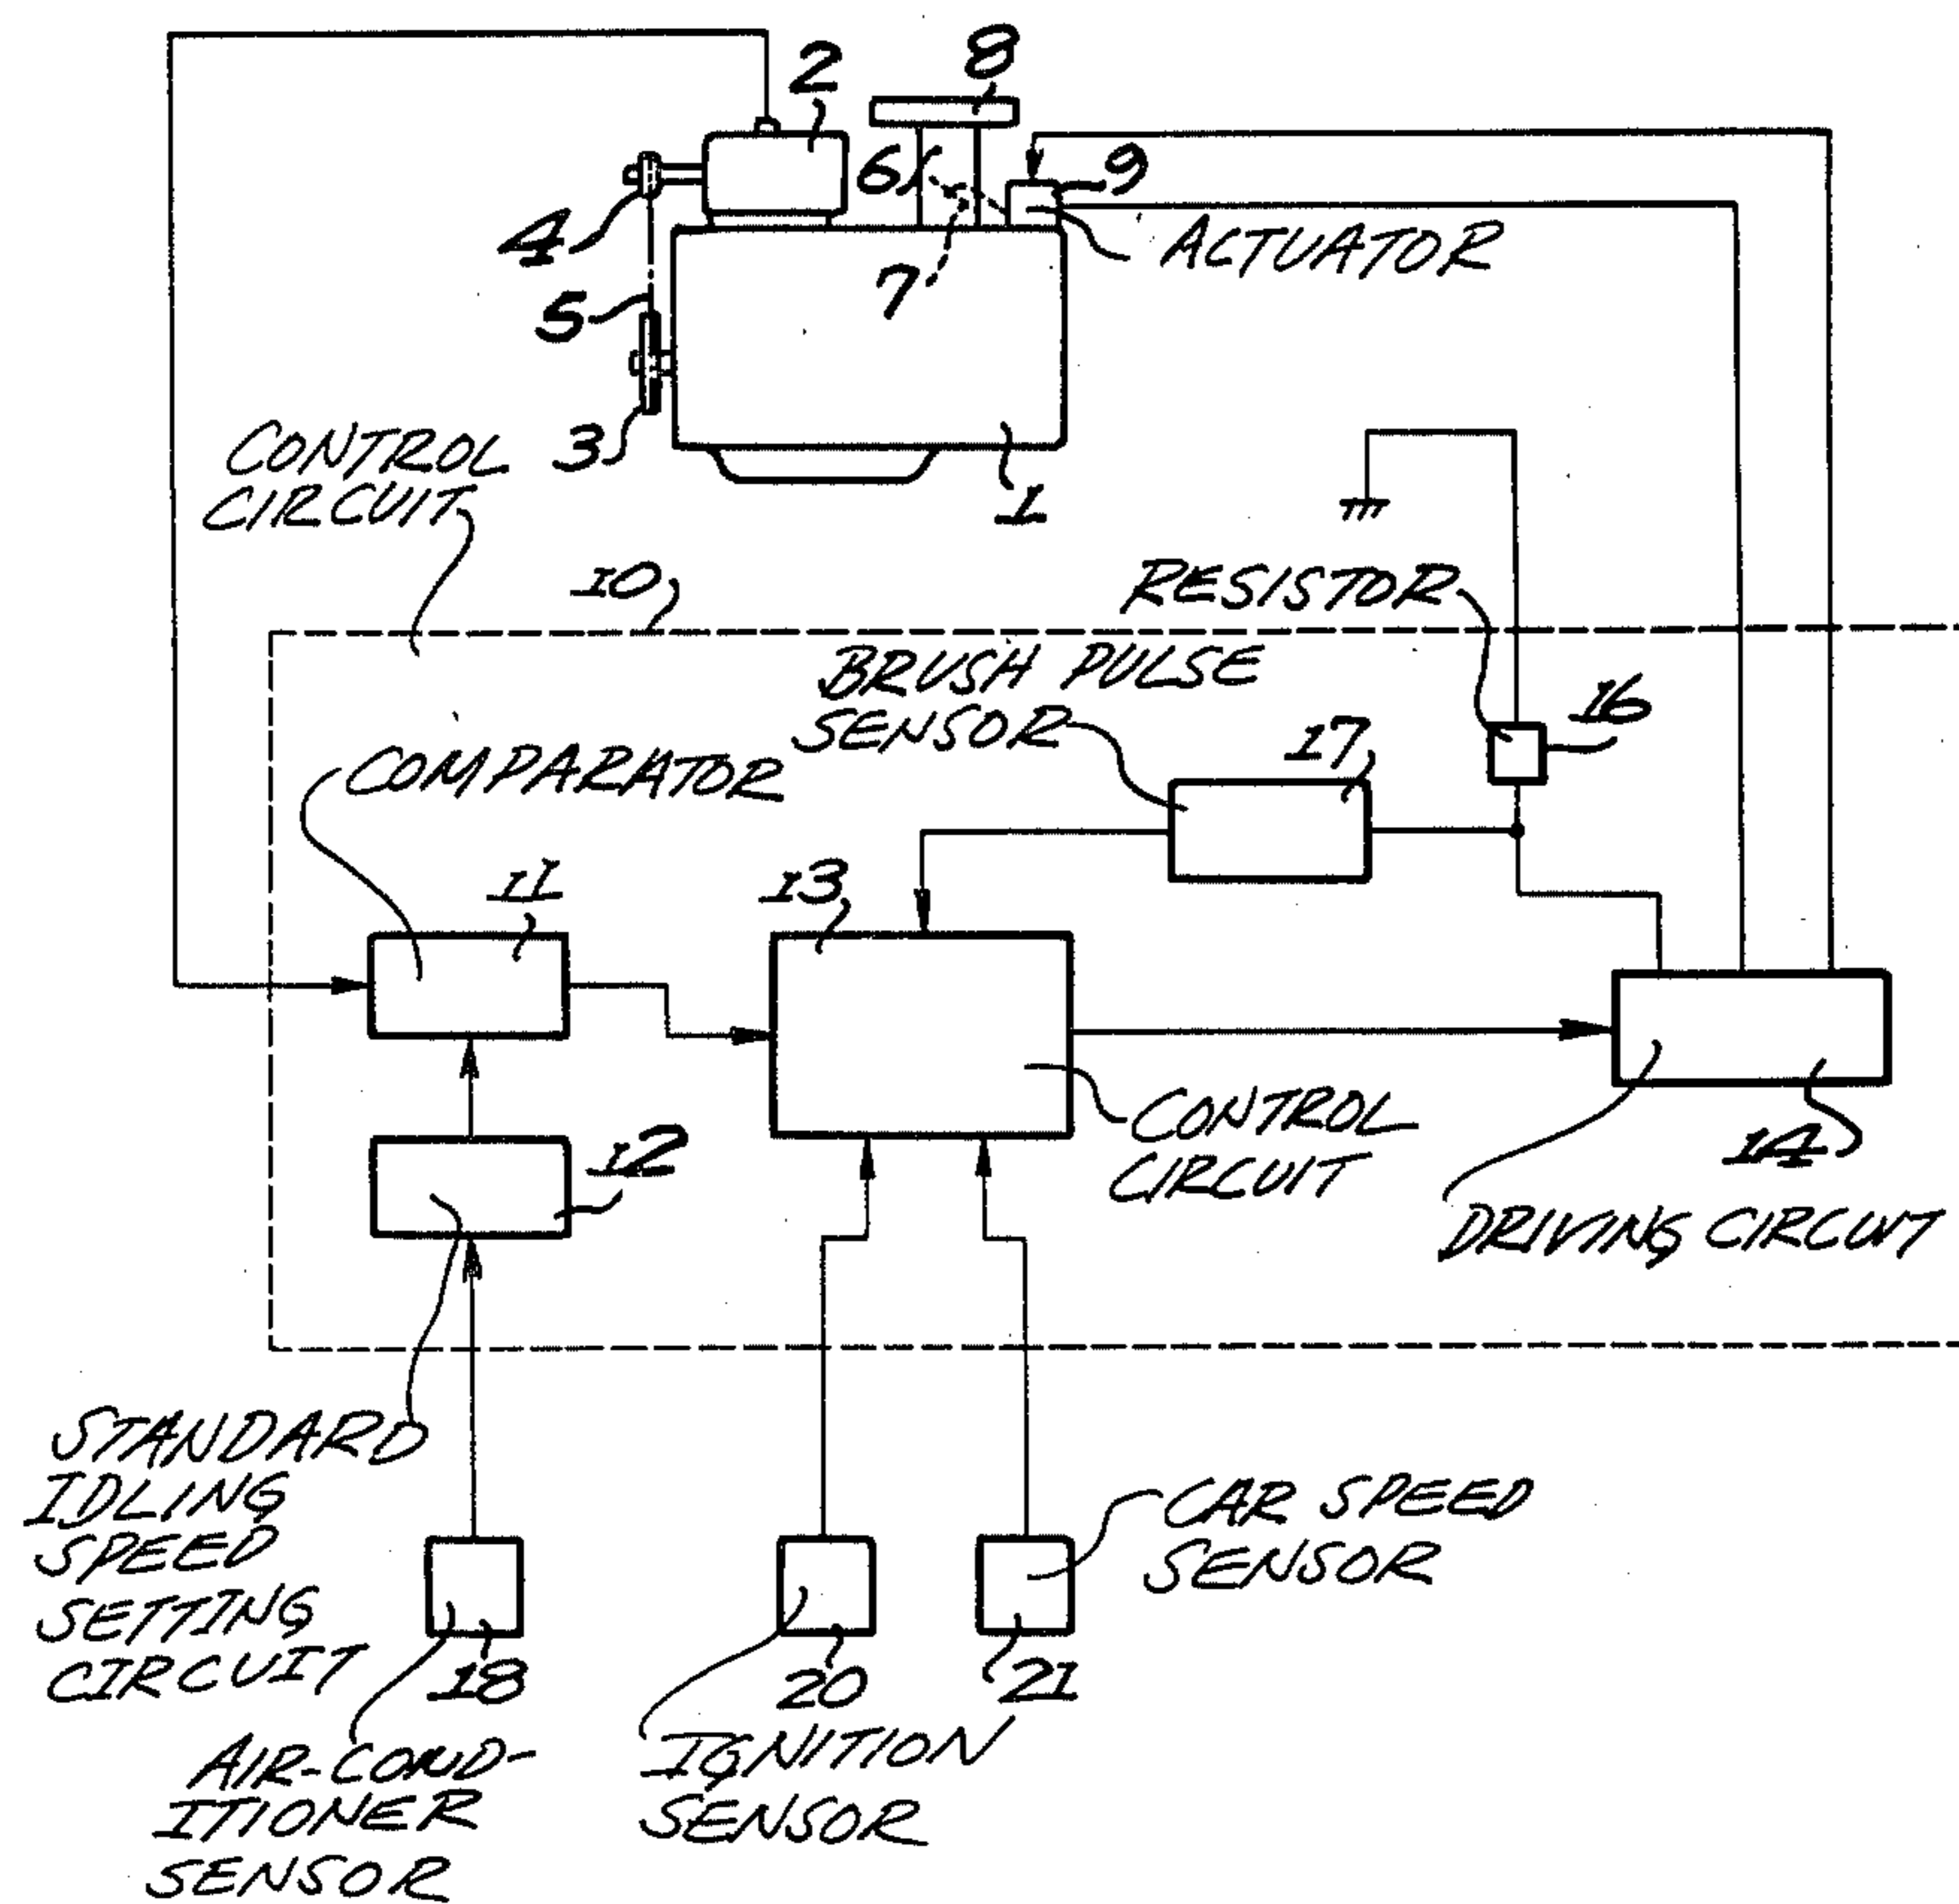 8
2
6
9
4
ACTUATOR
7
5
CONTROL
CIRCUIT
3
1
10
RESISTOR
BRUSH PULSE
SENSOR
16
17
COMPARATOR
11
13
CONTROL
CIRCUIT
12
14
DRIVING CIRCUIT
STANDARD
IDLING
SPEED
SETTING
CIRCUIT
CAR SPEED
SENSOR
18
20
21
AIR-COND-
ITIONER
SENSOR
IGNITION
SENSOR